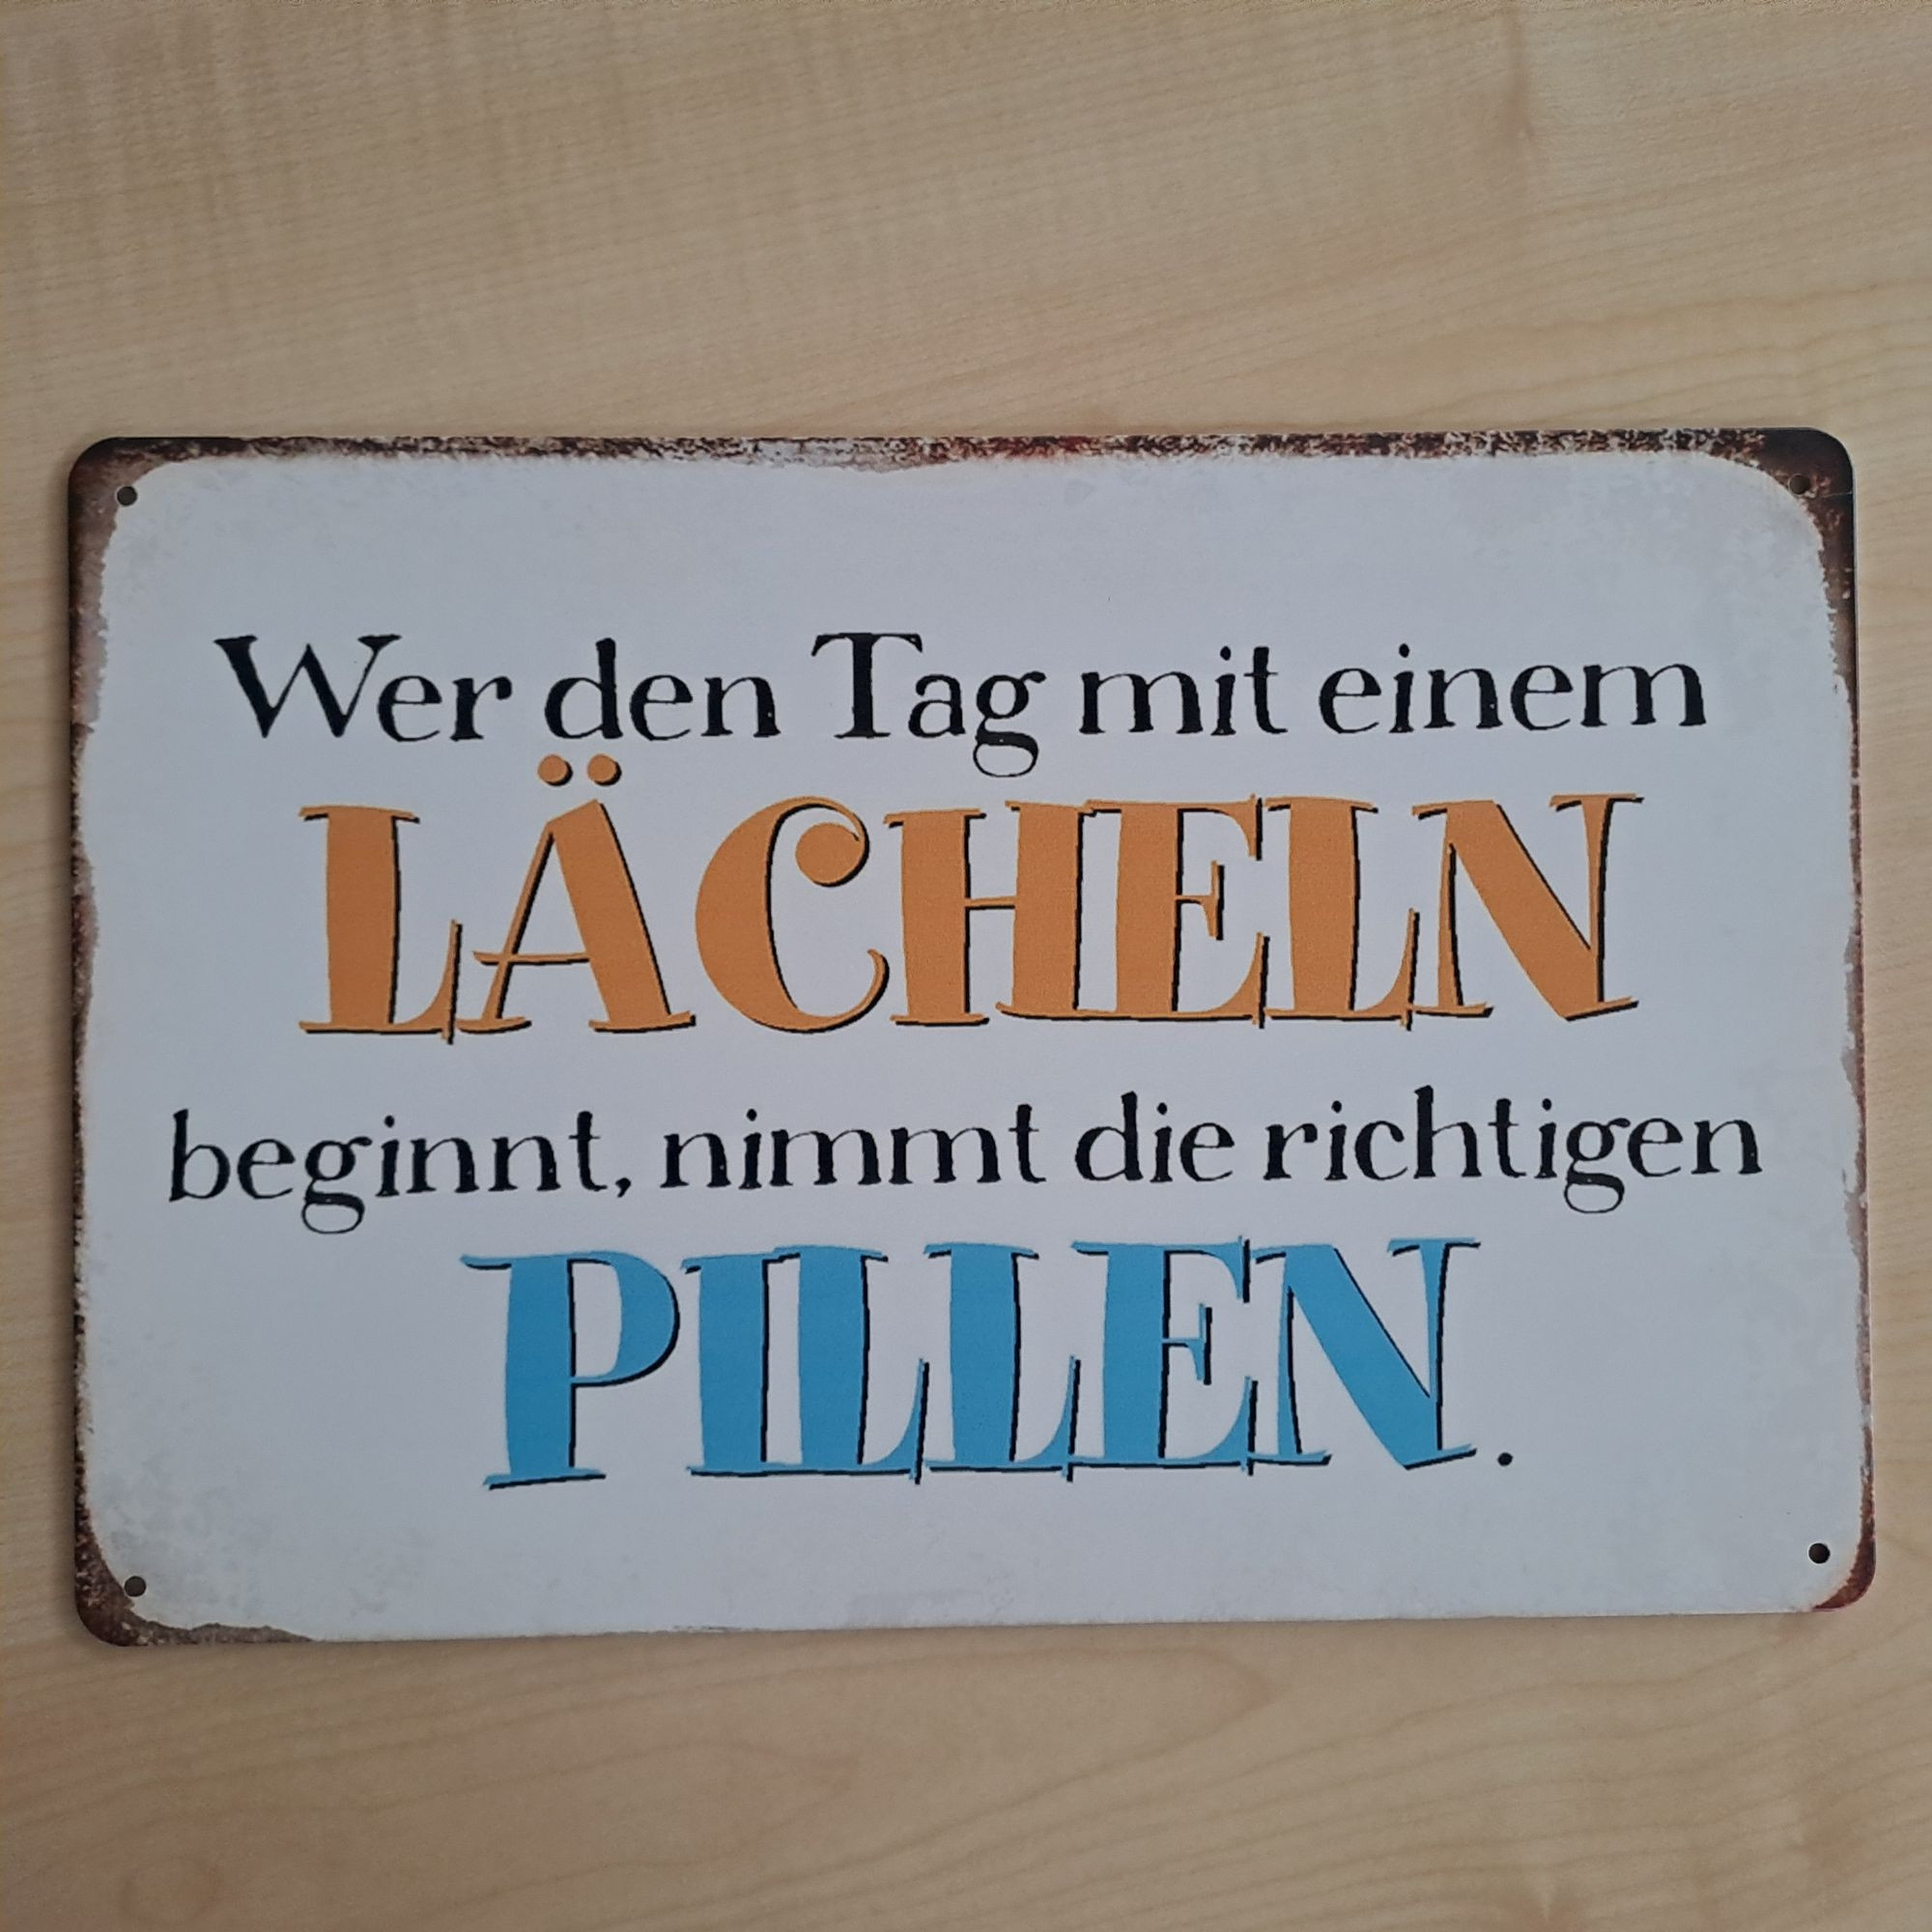 Wer den Tag mit einem
LÄCHELN
beginnt, nimmt die richtigen
PILLEN.